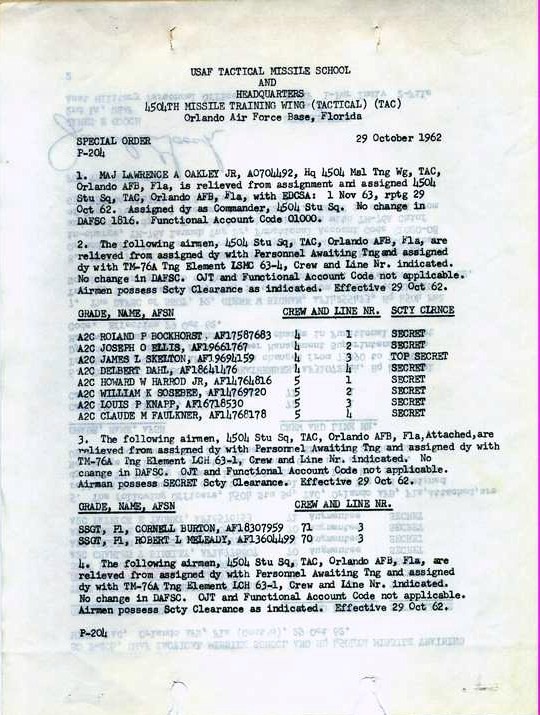 USAF TACTICAL MISSILE SCHOOL
AND
HEADQUARTERS
4504TH MISSILE TRAINING WING (TACTICAL) (TAC)
Orlando Air Force Base, Florida
SPECIAL ORDER 29 October 1962
P-204
1. MAJ LAWRENCE A OAKLEY JR, AO704492, Hq 4504 Msl Tng Wg, TAC,
Orlando AFB, Fla, is relieved from assignment and assigned 4504
Stu Sq, TAC, Orlando AFB, Fla, with EDCSA: 1 Nov 63, rptg 29
Oct 62. Assigned dy as Commander, 4504 Stu Sq. No change in
DAFSC 1816. Functional Account Code 01000.
2. The following airmen, 4504 Stu Sq, TAC, Orlando AFB, Fla, are
relieved from assigned dy with Personnel Awaiting Tng and assigned
dy with TM-76A Tng Element LSMC 63-4, Crew and Line Nr. indicated.
No change in DAFSC. OJT and Functional Account Code not applicable.
Airmen possess Scty Clearance as indicated. Effective 29 Oct 62.
GRADE, NAME, AFSN CREW AND LINE NR. SCTY CLRNCE
A2C ROLAND P BOCKHORST, AF17587683 4 1 SECRET
A2C JOSEPH O ELLIS, AF19661767 4 2 SECRET
A2C JAMES L SKELTON, AF19694159 4 3 TOP SECRET
A2C DELBERT DAHL, AF18641476 4 4 SECRET
A2C HOWARD W HARROD JR, AF14764816 5 1 SECRET
A2C WILLIAM K SOSEBEE, AF14769720 5 2 SECRET
A2C LOUIS P KNAPP, AF16718530 5 3 SECRET
A2C CLAUDE M FAULKNER, AF14768178 5 4 SECRET
3. The following airmen, 4504 Stu Sq, TAC, Orlando AFB, Fla,Attached,are
relieved from assigned dy with Personnel Awaiting Tng and assigned dy with
TM-76A Tng Element LCH 63-1, Crew and Line Nr. indicated. No
change in DAFSC. OJT and Functional Account Code not applicable.
Airman possess SECRET Scty Clearance. Effective 29 Oct 62.
GRADE, NAME, AFSN CREW AND LINE NR.
SSGT, P1, CORNELL BURTON, AF18307959 71 3
SSGT, P1, ROBERT L MELEADY, AF13604499 70 3
4. The following airmen, 4504 Stu Sq, TAC, Orlando AFB, Fla, are
relieved from assigned dy with Personnel Awaiting Tng and assigned
dy with TM-76A Tng Element LCH 63-1, Crew and Line Nr. indicated.
No change in DAFSC. OJT and Functional Account Code not applicable.
Airmen possess Scty Clearance as indicated. Effective 29 Oct 62.
P-204